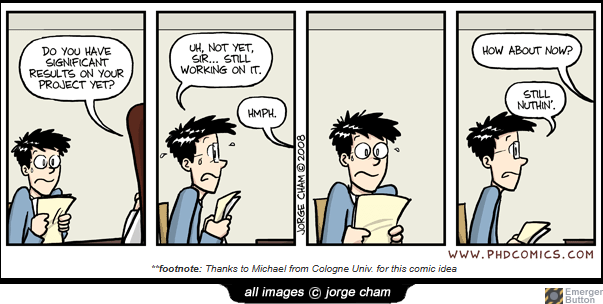 DO YOU HAVE
SIGNIFICANT
RESULTS ON YOUR
PROJECT YET?
UH, NOT YET,
SIR... STILL
WORKING ON IT.
HMPH.
JORGE CHAM © 2008
HOW ABOUT NOW?
STILL
NUTHIN'.
WWW.PHDCOMICS.COM
**footnote: Thanks to Michael from Cologne Univ. for this comic idea
all images © jorge cham
Emerger
Button